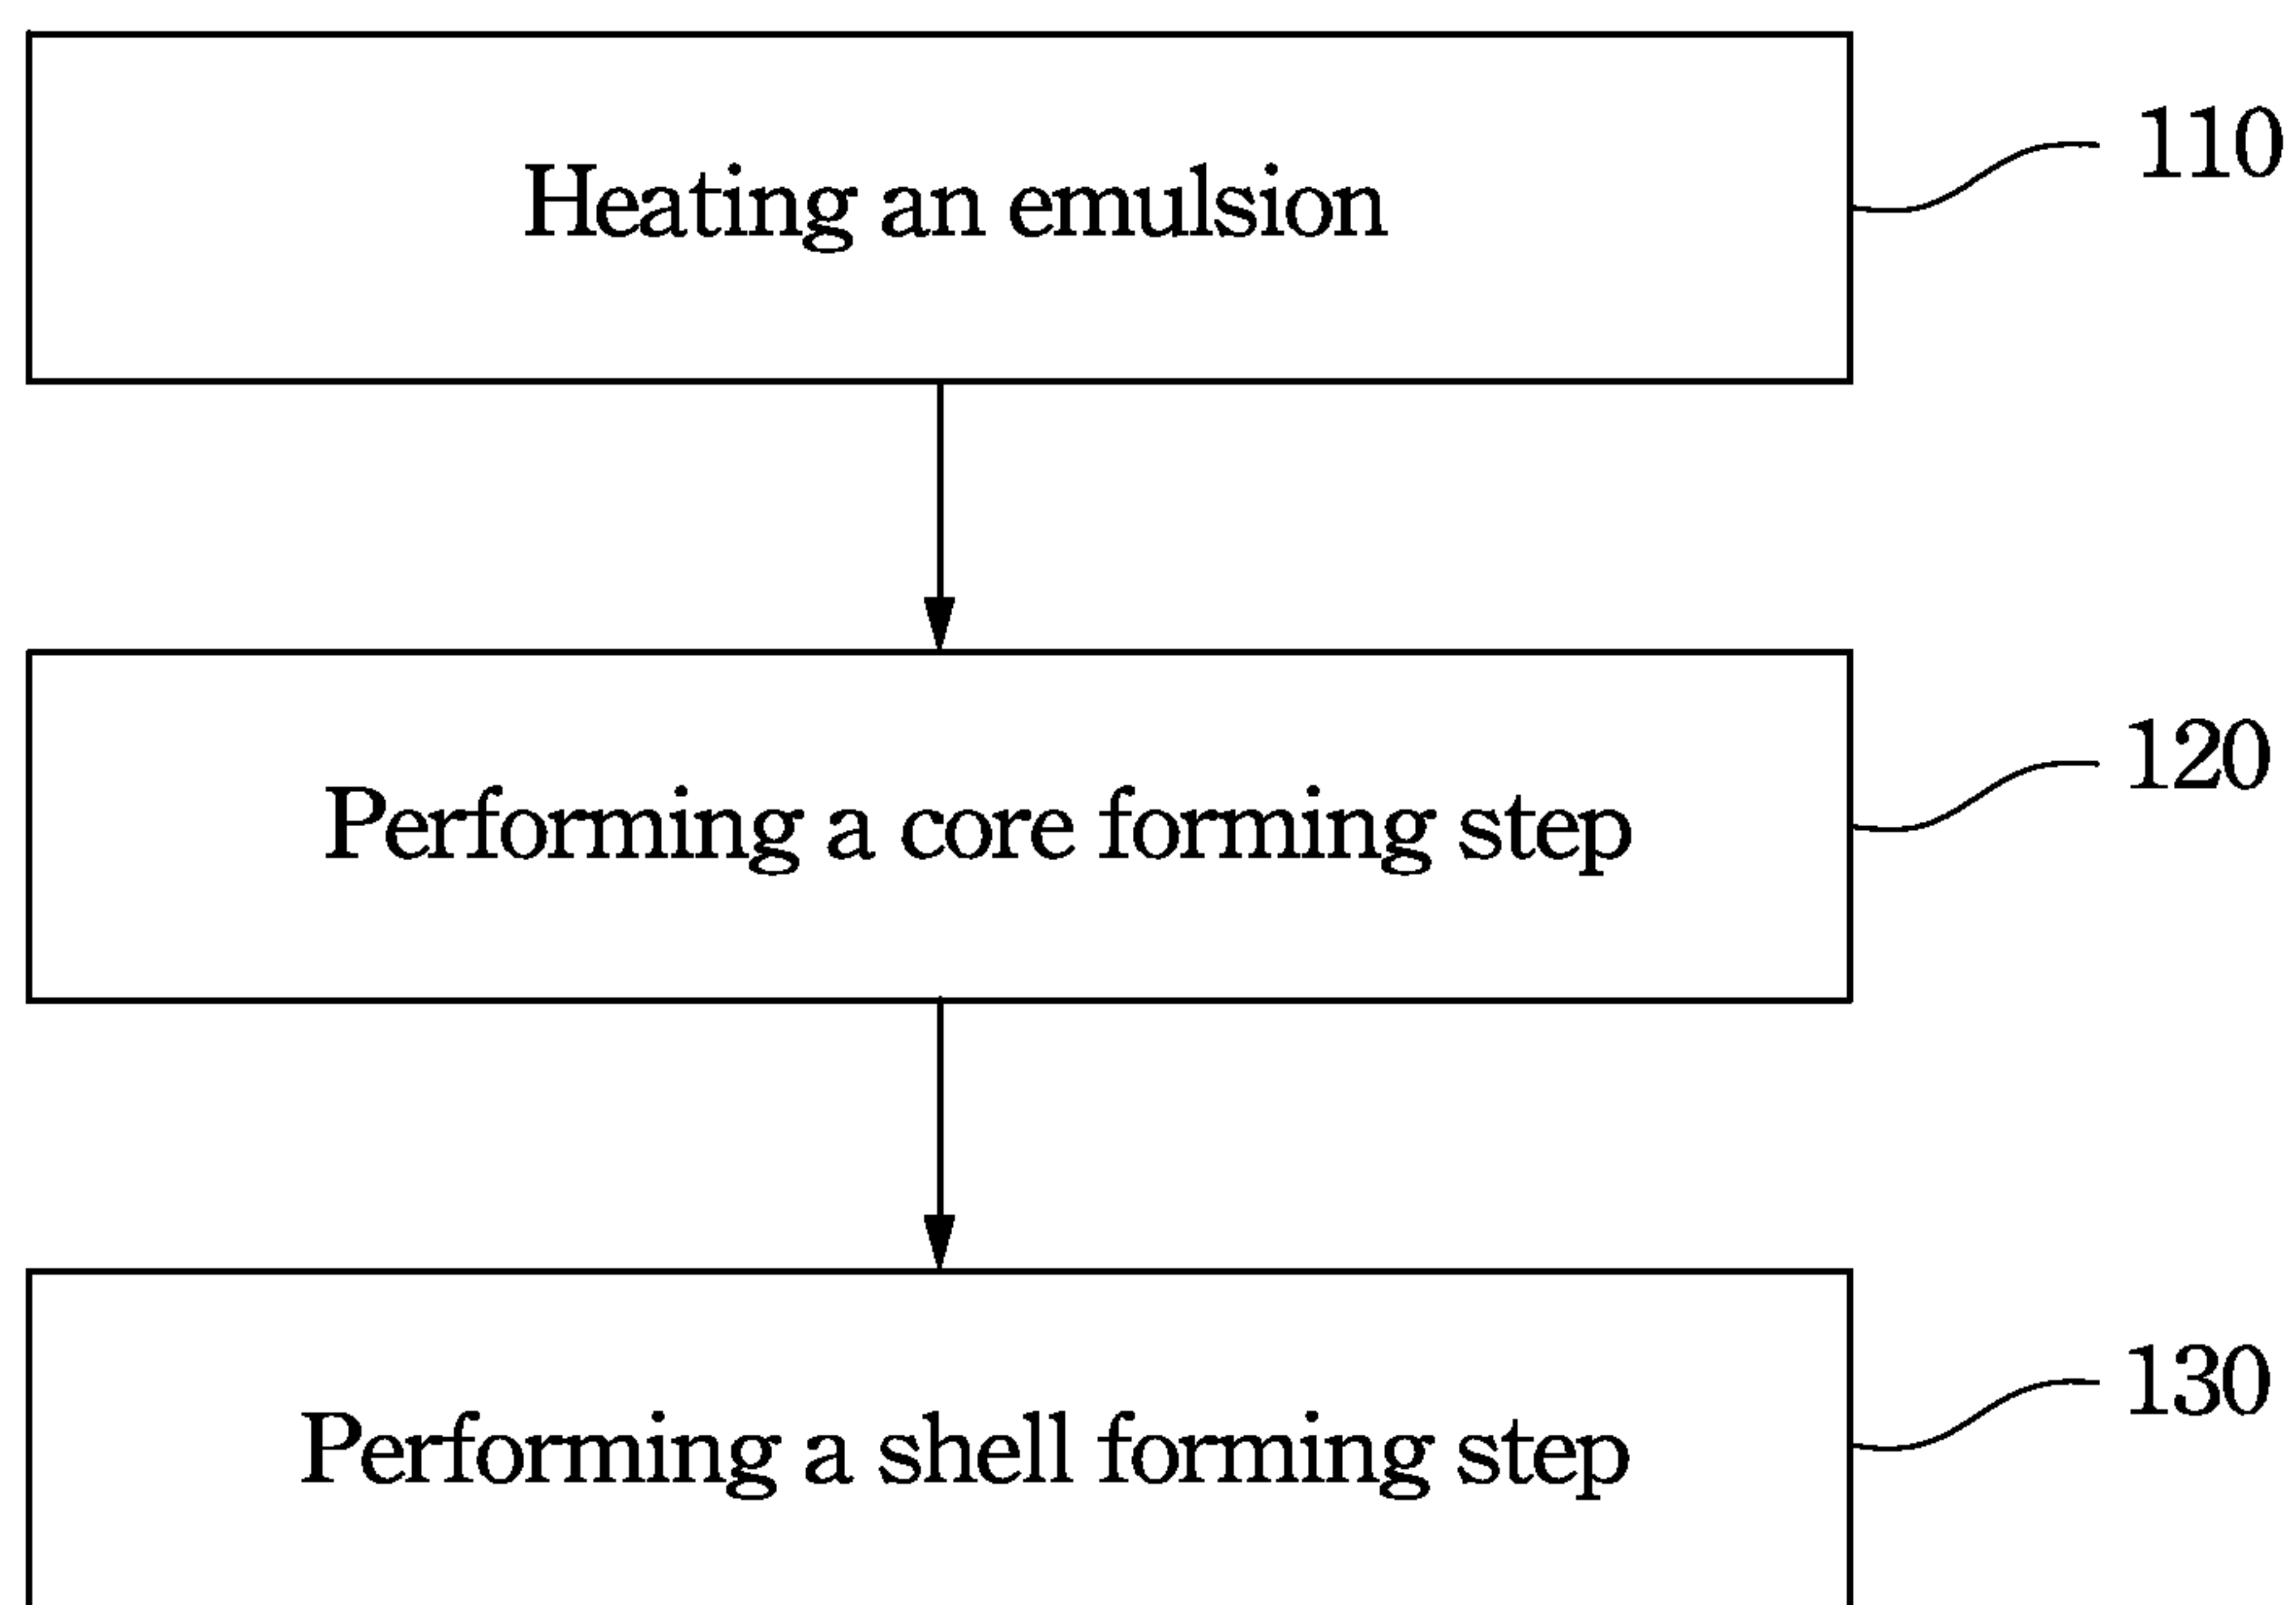 Heating an emulsion
110
Performing a core forming step
120
Performing a shell forming step
130